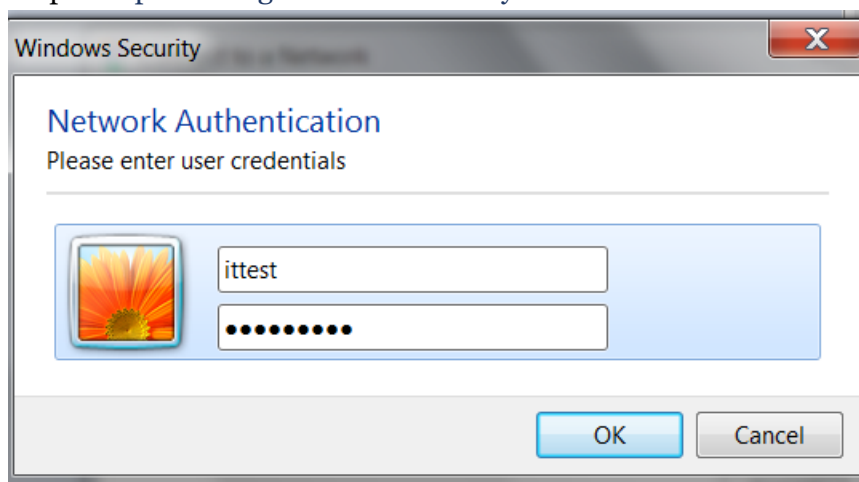 Windows Security
Network Authentication
Please enter user credentials
ittest
●●●●●●●●●
OK
Cancel